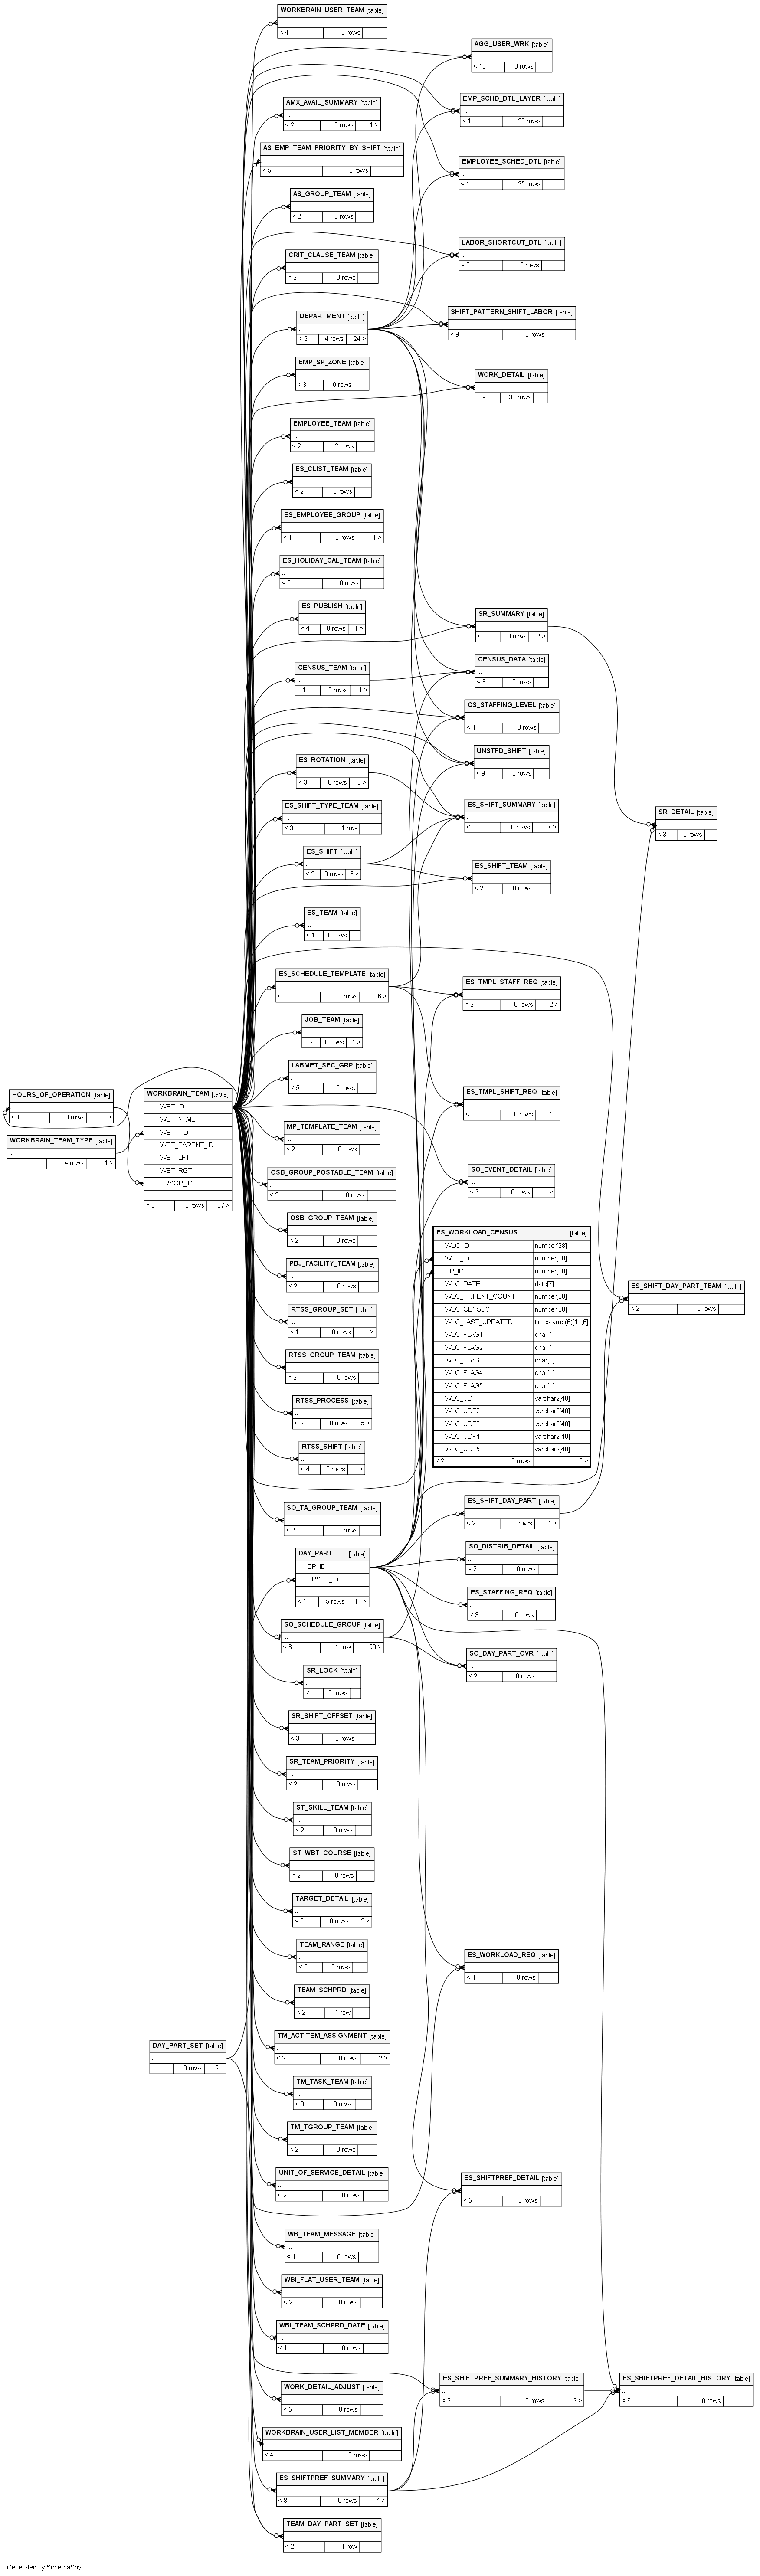 WORKBRAIN_USER_TEAM [table]
...
< 4 2 rows
AGG_USER_WRK [table]
...
< 13 0 rows
EMP_SCHD_DTL_LAYER [table]
...
< 11 20 rows
AMX_AVAIL_SUMMARY [table]
...
< 2 0 rows 1 >
AS_EMP_TEAM_PRIORITY_BY_SHIFT [table]
...
< 5 0 rows
EMPLOYEE_SCHED_DTL [table]
...
< 11 25 rows
AS_GROUP_TEAM [table]
...
< 2 0 rows
LABOR_SHORTCUT_DTL [table]
...
< 8 0 rows
CRIT_CLAUSE_TEAM [table]
...
< 2 0 rows
SHIFT_PATTERN_SHIFT_LABOR [table]
...
< 9 0 rows
DEPARTMENT [table]
...
< 2 4 rows 24 >
EMP_SP_ZONE [table]
...
< 3 0 rows
WORK_DETAIL [table]
...
< 9 31 rows
EMPLOYEE_TEAM [table]
...
< 2 2 rows
ES_CLIST_TEAM [table]
...
< 2 0 rows
ES_EMPLOYEE_GROUP [table]
...
< 1 0 rows 1 >
ES_HOLIDAY_CAL_TEAM [table]
...
< 2 0 rows
ES_PUBLISH [table]
...
< 4 0 rows 1 >
SR_SUMMARY [table]
...
< 7 0 rows 2 >
CENSUS_TEAM [table]
...
< 1 0 rows 1 >
CENSUS_DATA [table]
...
< 8 0 rows
CS_STAFFING_LEVEL [table]
...
< 4 0 rows
UNSTFD_SHIFT [table]
...
< 9 0 rows
ES_ROTATION [table]
...
< 3 0 rows 6 >
ES_SHIFT_TYPE_TEAM [table]
...
< 3 1 row
ES_SHIFT_SUMMARY [table]
...
< 10 0 rows 17 >
SR_DETAIL [table]
...
< 3 0 rows
ES_SHIFT [table]
...
< 2 0 rows 6 >
ES_SHIFT_TEAM [table]
...
< 2 0 rows
ES_TEAM [table]
...
< 1 0 rows
ES_SCHEDULE_TEMPLATE [table]
...
< 3 0 rows 6 >
ES_TMPL_STAFF_REQ [table]
...
< 3 0 rows 2 >
JOB_TEAM [table]
...
< 2 0 rows 1 >
LABMET_SEC_GRP [table]
...
< 5 0 rows
HOURS_OF_OPERATION [table]
...
< 1 0 rows 3 >
WORKBRAIN_TEAM_TYPE [table]
...
4 rows 1 >
WORKBRAIN_TEAM [table]
WBT_ID
WBT_NAME
WBTT_ID
WBT_PARENT_ID
WBT_LFT
WBT_RGT
HRSOP_ID
...
< 3 3 rows 67 >
ES_TMPL_SHIFT_REQ [table]
...
< 3 0 rows 1 >
MP_TEMPLATE_TEAM [table]
...
< 2 0 rows
OSB_GROUP_POSTABLE_TEAM [table]
...
< 2 0 rows
SO_EVENT_DETAIL [table]
...
< 7 0 rows 1 >
OSB_GROUP_TEAM [table]
...
< 2 0 rows
ES_WORKLOAD_CENSUS [table]
WLC_ID number[38]
WBT_ID number[38]
DP_ID number[38]
WLC_DATE date[7]
WLC_PATIENT_COUNT number[38]
WLC_CENSUS number[38]
WLC_LAST_UPDATED timestamp(6)[11,6]
WLC_FLAG1 char[1]
WLC_FLAG2 char[1]
WLC_FLAG3 char[1]
WLC_FLAG4 char[1]
WLC_FLAG5 char[1]
WLC_UDF1 varchar2[40]
WLC_UDF2 varchar2[40]
WLC_UDF3 varchar2[40]
WLC_UDF4 varchar2[40]
WLC_UDF5 varchar2[40]
< 2 0 rows 0 >
PBJ_FACILITY_TEAM [table]
...
< 2 0 rows
ES_SHIFT_DAY_PART_TEAM [table]
...
< 2 0 rows
RTSS_GROUP_SET [table]
...
< 1 0 rows 1 >
RTSS_GROUP_TEAM [table]
...
< 2 0 rows
RTSS_PROCESS [table]
...
< 2 0 rows 5 >
RTSS_SHIFT [table]
...
< 4 0 rows 1 >
SO_TA_GROUP_TEAM [table]
...
< 2 0 rows
ES_SHIFT_DAY_PART [table]
...
< 2 0 rows 1 >
DAY_PART [table]
DP_ID
DPSET_ID
...
< 1 5 rows 14 >
SO_DISTRIB_DETAIL [table]
...
< 2 0 rows
ES_STAFFING_REQ [table]
...
< 3 0 rows
SO_SCHEDULE_GROUP [table]
...
< 8 1 row 59 >
SO_DAY_PART_OVR [table]
...
< 2 0 rows
SR_LOCK [table]
...
< 1 0 rows
SR_SHIFT_OFFSET [table]
...
< 3 0 rows
SR_TEAM_PRIORITY [table]
...
< 2 0 rows
ST_SKILL_TEAM [table]
...
< 2 0 rows
ST_WBT_COURSE [table]
...
< 2 0 rows
TARGET_DETAIL [table]
...
< 3 0 rows 2 >
TEAM_RANGE [table]
...
< 3 0 rows
ES_WORKLOAD_REQ [table]
...
< 4 0 rows
TEAM_SCHPRD [table]
...
< 2 1 row
TM_ACTITEM_ASSIGNMENT [table]
...
< 2 0 rows 2 >
DAY_PART_SET [table]
...
3 rows 2 >
TM_TASK_TEAM [table]
...
< 3 0 rows
TM_TGROUP_TEAM [table]
...
< 2 0 rows
UNIT_OF_SERVICE_DETAIL [table]
...
< 2 0 rows
ES_SHIFTPREF_DETAIL [table]
...
< 5 0 rows
WB_TEAM_MESSAGE [table]
...
< 1 0 rows
WBI_FLAT_USER_TEAM [table]
...
< 2 0 rows
WBI_TEAM_SCHPRD_DATE [table]
...
< 1 0 rows
WORK_DETAIL_ADJUST [table]
...
< 5 0 rows
ES_SHIFTPREF_SUMMARY_HISTORY [table]
...
< 9 0 rows 2 >
ES_SHIFTPREF_DETAIL_HISTORY [table]
...
< 6 0 rows
WORKBRAIN_USER_LIST_MEMBER [table]
...
< 4 0 rows
ES_SHIFTPREF_SUMMARY [table]
...
< 8 0 rows 4 >
TEAM_DAY_PART_SET [table]
...
< 2 1 row
Generated by SchemaSpy